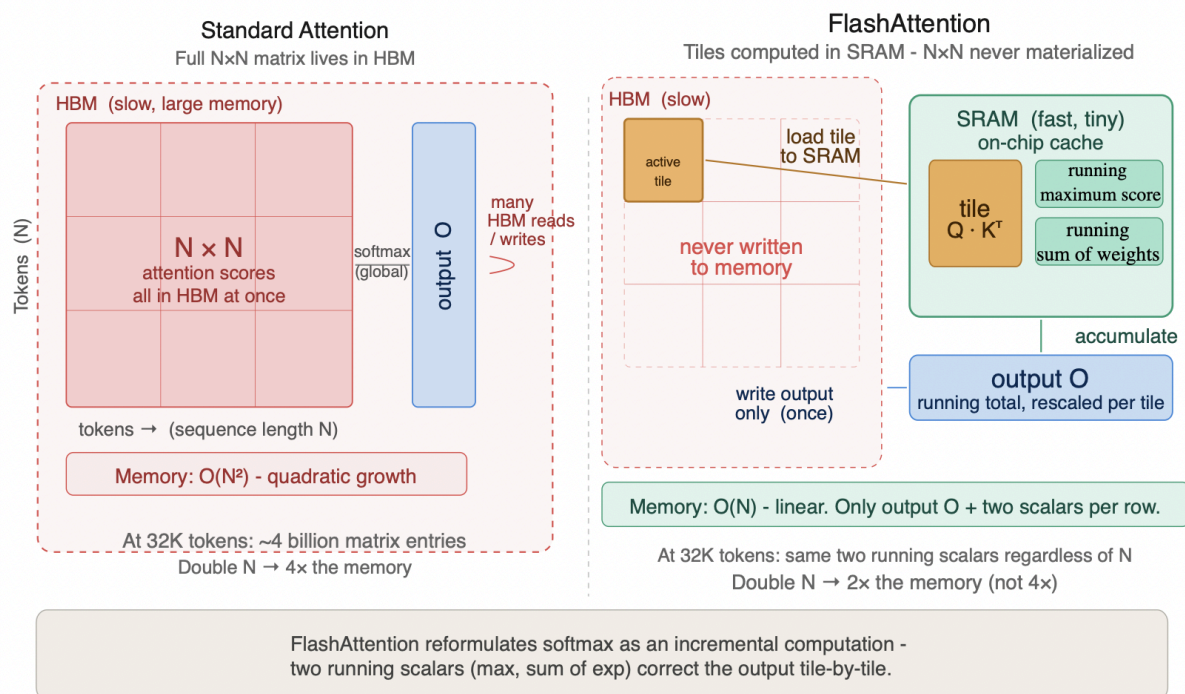 Standard Attention
Full N×N matrix lives in HBM
HBM (slow, large memory)
Tokens (N)
N × N
attention scores
all in HBM at once
softmax
(global)
output O
many
HBM reads
/ writes
tokens → (sequence length N)
Memory: O(N²) - quadratic growth
At 32K tokens: ~4 billion matrix entries
Double N → 4× the memory
FlashAttention
Tiles computed in SRAM - N×N never materialized
HBM (slow)
active
tile
load tile
to SRAM
never written
to memory
write output
only (once)
SRAM (fast, tiny)
on-chip cache
tile
Q · Kᵀ
running
maximum score
running
sum of weights
accumulate
output O
running total, rescaled per tile
Memory: O(N) - linear. Only output O + two scalars per row.
At 32K tokens: same two running scalars regardless of N
Double N → 2× the memory (not 4×)
FlashAttention reformulates softmax as an incremental computation -
two running scalars (max, sum of exp) correct the output tile-by-tile.